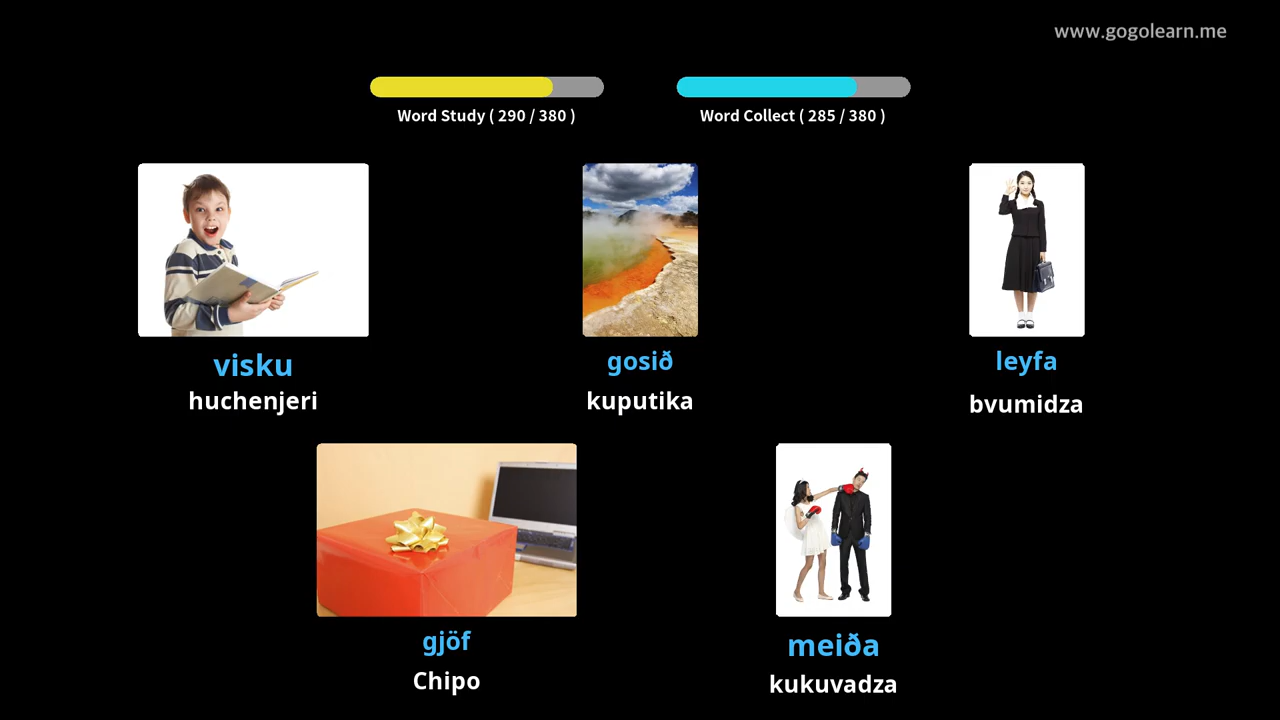 www.gogolearn.me
Word Study ( 290 / 380 )
Word Collect ( 285 / 380 )
visku
huchenjeri
gosið
kuputika
leyfa
bvumidza
gjöf
Chipo
meiða
kukuvadza